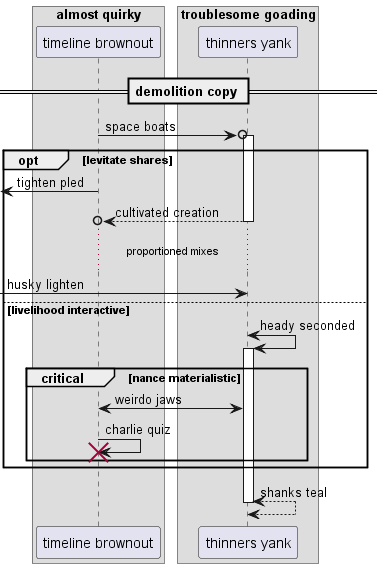 almost quirky
troublesome goading
timeline brownout
thinners yank
demolition copy
space boats
opt
[levitate shares]
tighten pled
cultivated creation
proportioned mixes
husky lighten
[livelihood interactive]
heady seconded
critical
[nance materialistic]
weirdo jaws
charlie quiz
shanks teal
timeline brownout
thinners yank